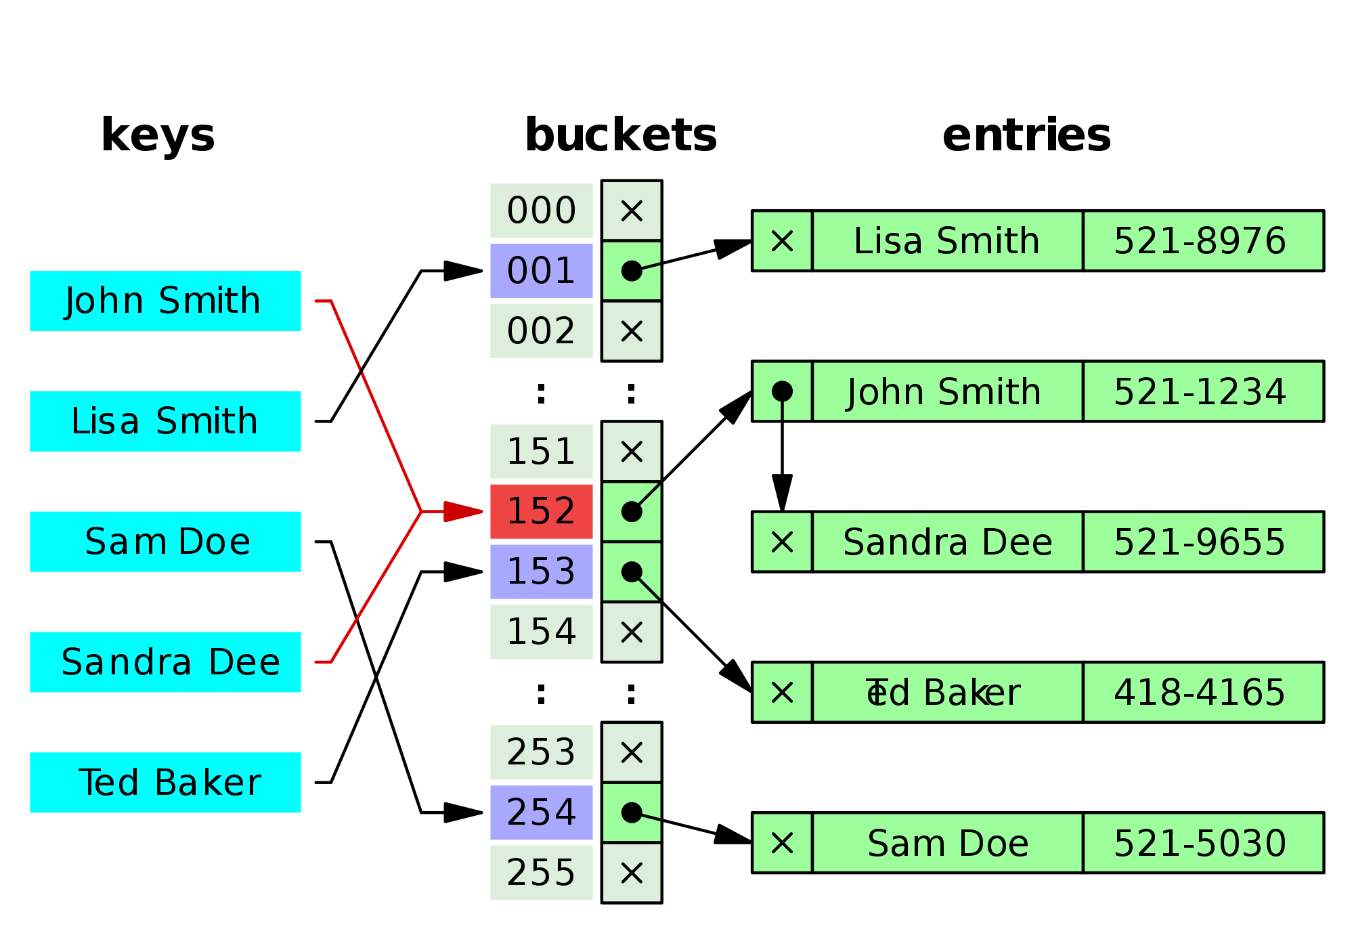 keys buckets entries
000 ×
001 Lisa Smith 521-8976 ×
John Smith
002 ×
: :
John Smith 521-1234
Lisa Smith
151 ×
152
Sam Doe
× Sandra Dee 521-9655
153
154 ×
Sandra Dee
: :
× Ted Baker 418-4165
253 ×
Ted Baker
254
× Sam Doe 521-5030
255 ×